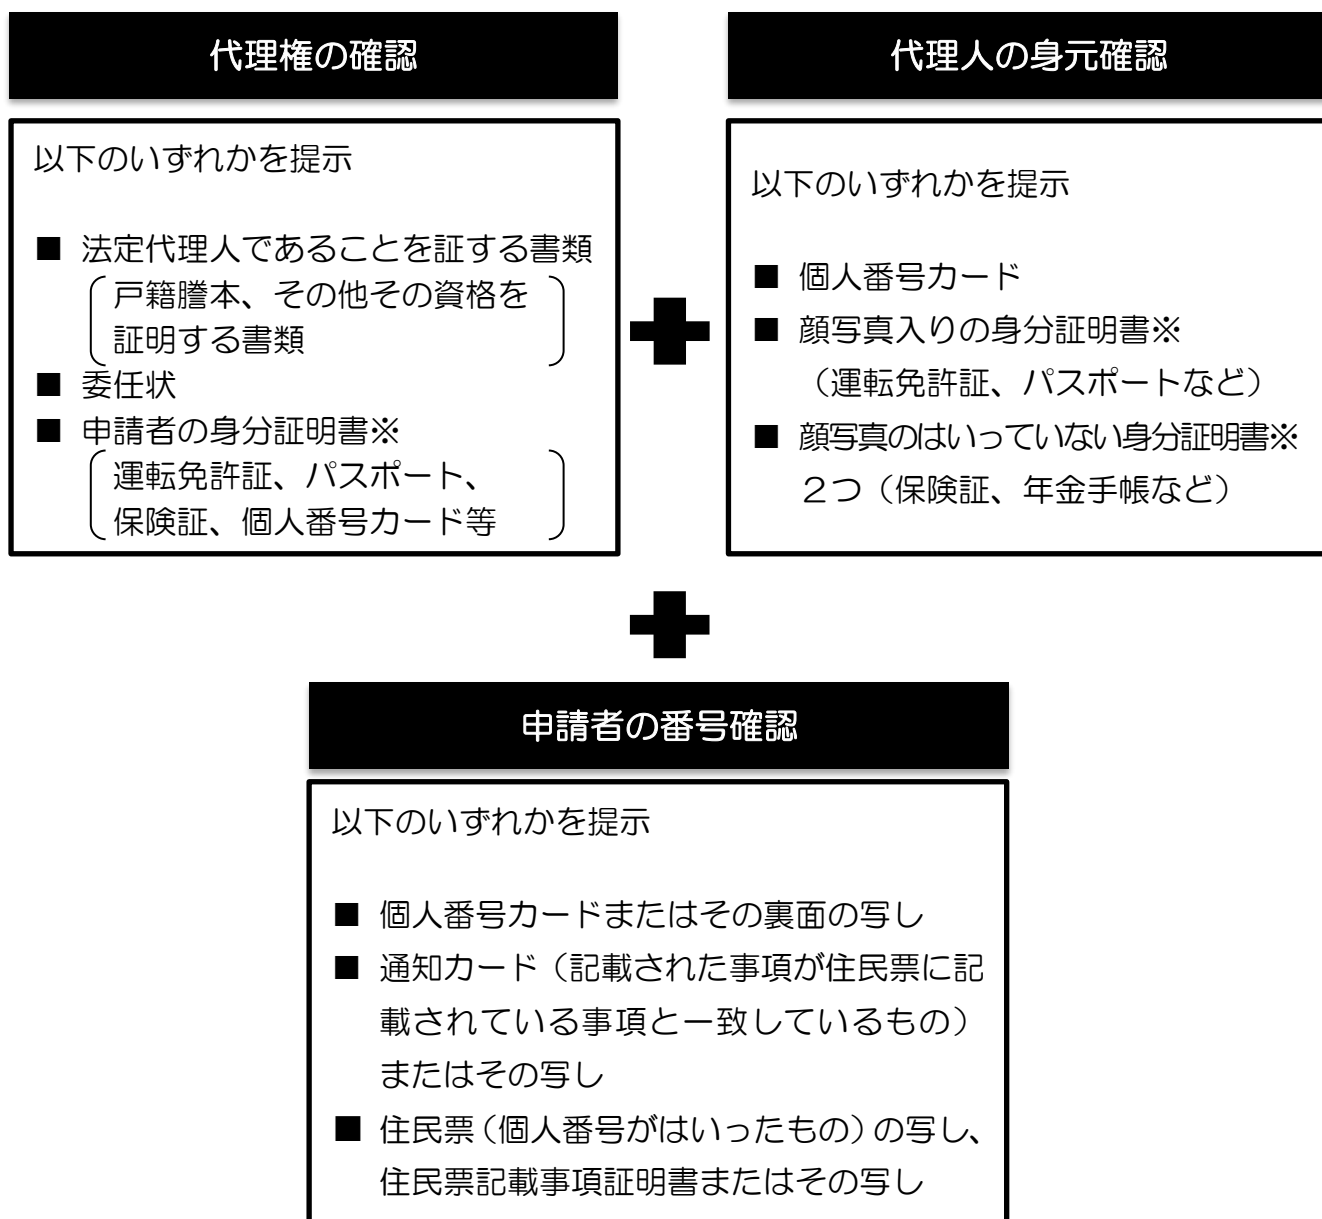 代理権の確認
以下のいずれかを提示
■ 法定代理人であることを証する書類
戸籍謄本、その他その資格を
証明する書類
■ 委任状
■ 申請者の身分証明書※
運転免許証、パスポート、
保険証、個人番号カード等
代理人の身元確認
以下のいずれかを提示
■ 個人番号カード
■ 顔写真入りの身分証明書※
（運転免許証、パスポートなど）
■ 顔写真のはいっていない身分証明書※
２つ（保険証、年金手帳など）
申請者の番号確認
以下のいずれかを提示
■ 個人番号カードまたはその裏面の写し
■ 通知カード（記載された事項が住民票に記
載されている事項と一致しているもの）
またはその写し
■ 住民票（個人番号がはいったもの）の写し、
住民票記載事項証明書またはその写し